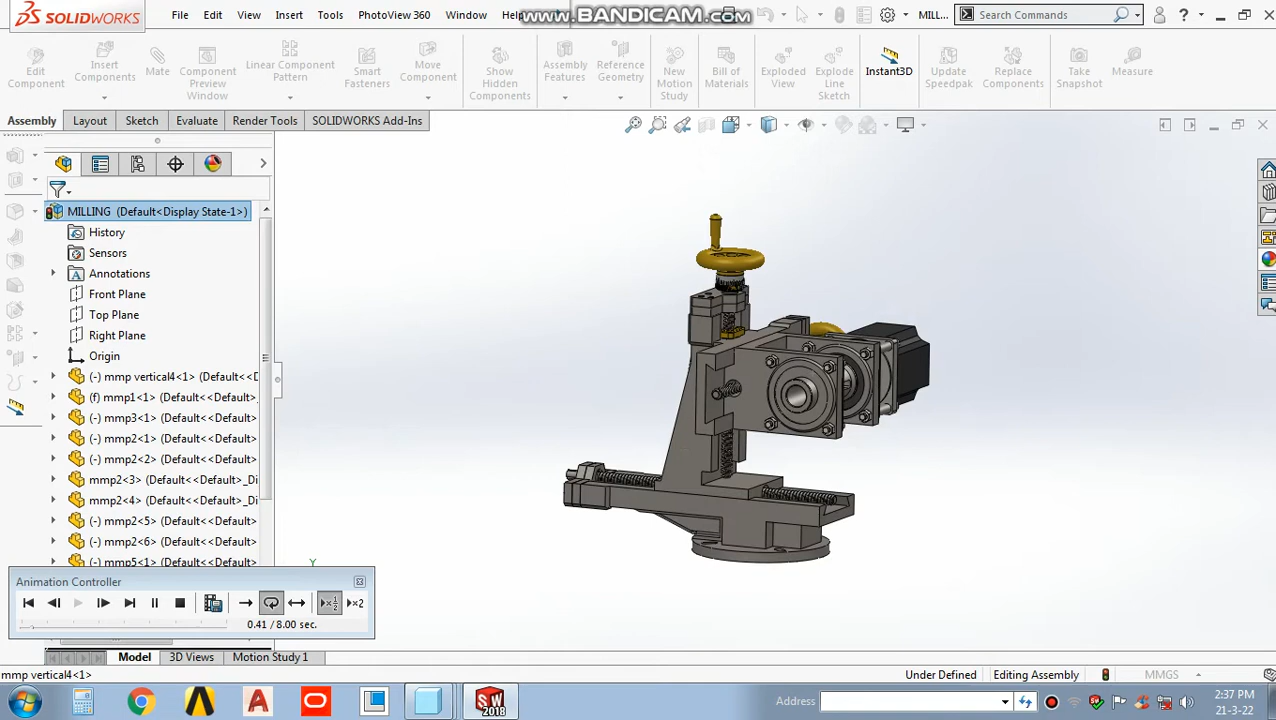 SOLIDWORKS
File
Edit
View
Insert
Tools
PhotoView 360
Window
www.BANDICAM.com
MILL...
Search Commands
?
Edit
Component
Insert
Components
Mate
Component
Preview
Window
Linear Component
Pattern
Smart
Fasteners
Move
Component
Show
Hidden
Components
Assembly
Features
Reference
Geometry
New
Motion
Study
Bill of
Materials
Exploded
View
Explode
Line
Sketch
Instant3D
Update
Speedpak
Replace
Components
Take
Snapshot
Measure
Assembly
Layout
Sketch
Evaluate
Render Tools
SOLIDWORKS Add-Ins
MILLING (Default<Display State-1>)
History
Sensors
Annotations
Front Plane
Top Plane
Right Plane
Origin
(-) mmp vertical4<1> (Default<<D
(f) mmp1<1> (Default<<Default>_
(-) mmp3<1> (Default<<Default>
(-) mmp2<1> (Default<<Default>
(-) mmp2<2> (Default<<Default>
mmp2<3> (Default<<Default>_Di
mmp2<4> (Default<<Default>_Di
(-) mmp2<5> (Default<<Default>
(-) mmp2<6> (Default<<Default>
(-) mmp5<1> (Default<<Default>
Y
Animation Controller
x½
x2
0.41 / 8.00 sec.
Model
3D Views
Motion Study 1
mmp vertical4<1>
Under Defined
Editing Assembly
MMGS
SW
2018
Address
2:37 PM
21-3-22